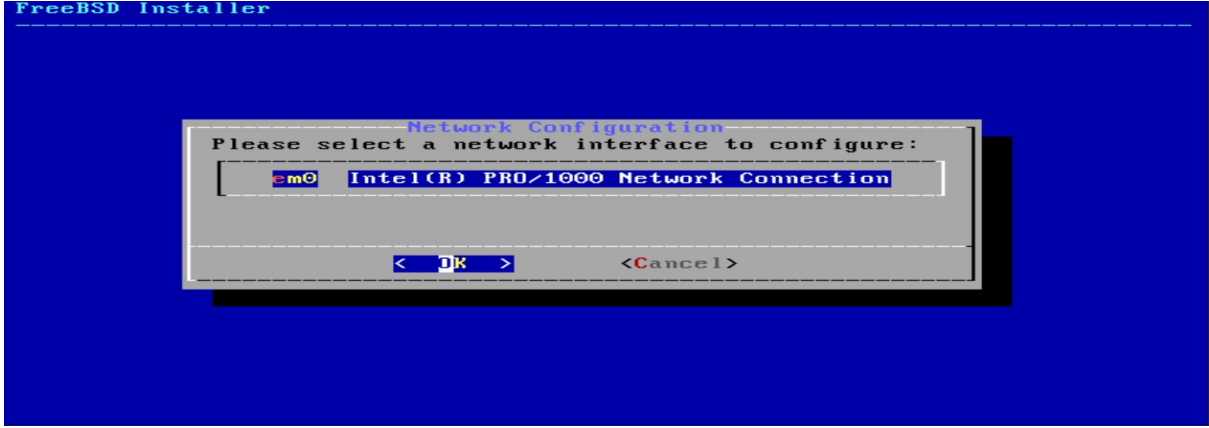 FreeBSD Installer
Network Configuration
Please select a network interface to configure:
em0 Intel(R) PRO/1000 Network Connection
< OK > <Cancel>